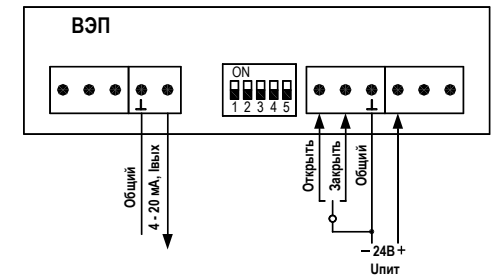 ВЭП
ON
1 2 3 4 5
Общий
4 - 20 мА, Iвых
Открыть
Закрыть
Общий
– 24В +
Uпит